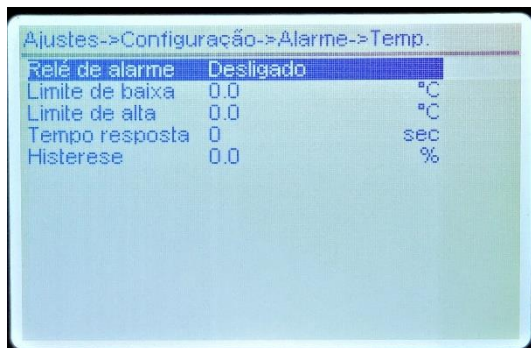 Ajustes->Configuração->Alarme->Temp.
Relé de alarme Desligado
Limite de baixa 0.0 °C
Limite de alta 0.0 °C
Tempo resposta 0 sec
Histerese 0.0 %